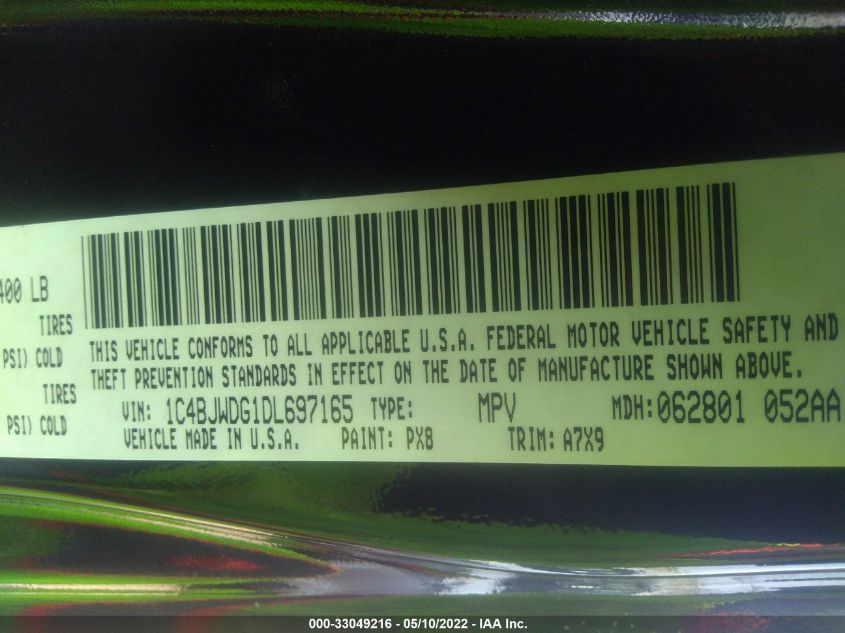 400 LB
TIRES
PSI) COLD
TIRES
PSI) COLD
THIS VEHICLE CONFORMS TO ALL APPLICABLE U.S.A. FEDERAL MOTOR VEHICLE SAFETY AND
THEFT PREVENTION STANDARDS IN EFFECT ON THE DATE OF MANUFACTURE SHOWN ABOVE.
VIN: 1C4BJWDG1DL697165 TYPE: MPV MDH:062801 052AA
VEHICLE MADE IN U.S.A. PAINT: PX8 TRIM: A7X9
000-33049216 - 05/10/2022 - IAA Inc.